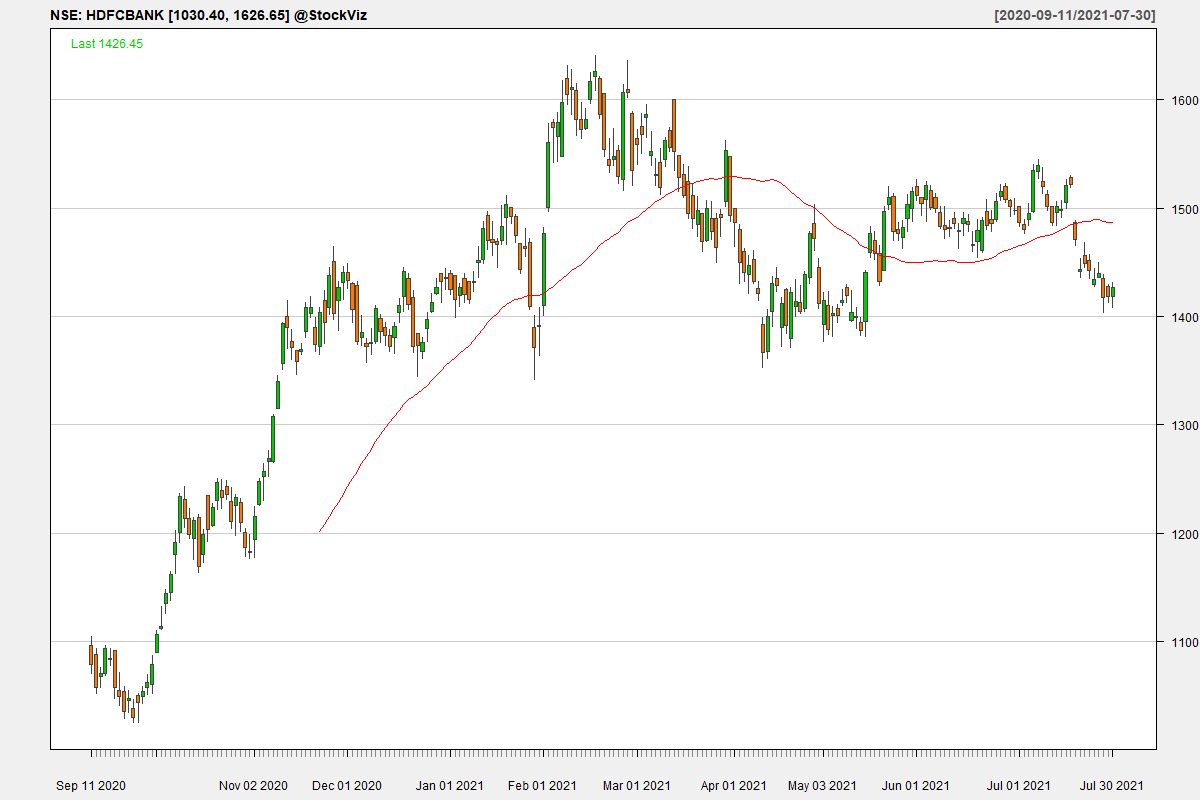 NSE: HDFCBANK [1030.40, 1626.65] @StockViz [2020-09-11/2021-07-30]
Last 1426.45
1600
1500
1400
1300
1200
1100
Sep 11 2020 Nov 02 2020 Dec 01 2020 Jan 01 2021 Feb 01 2021 Mar 01 2021 Apr 01 2021 May 03 2021 Jun 01 2021 Jul 01 2021 Jul 30 2021